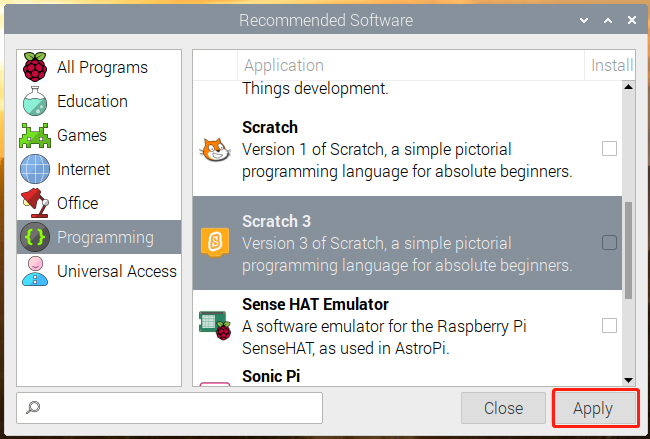 Recommended Software
All Programs
Education
Games
Internet
Office
Programming
Universal Access
Application
Install
Things development.
Scratch
Version 1 of Scratch, a simple pictorial
programming language for absolute beginners.
Scratch 3
Version 3 of Scratch, a simple pictorial
programming language for absolute beginners.
Sense HAT Emulator
A software emulator for the Raspberry Pi
SenseHAT, as used in AstroPi.
Sonic Pi
Close
Apply